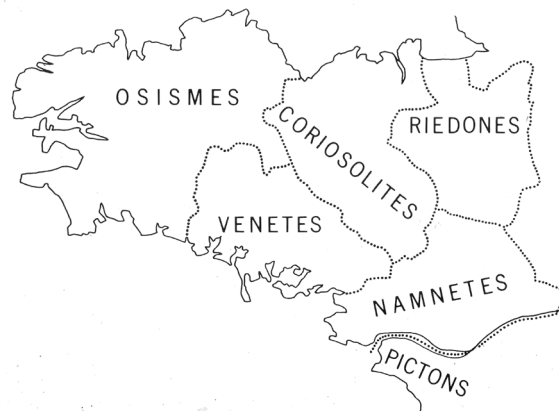 OSISMES
CORIOSOLITES
RIEDONES
VENETES
NAMNETES
PICTONS